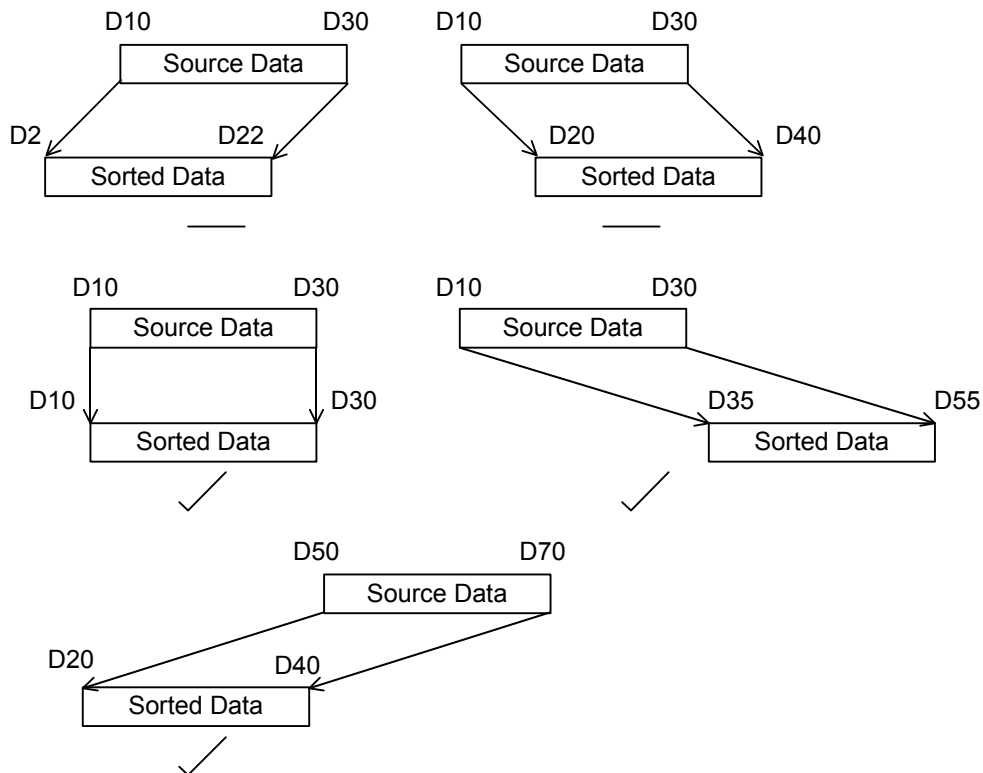 D10 D30 D10 D30
Source Data Source Data
D2 D22 D20 D40
Sorted Data Sorted Data
D10 D30 D10 D30
Source Data Source Data
D10 D30 D35 D55
Sorted Data Sorted Data
D50 D70
Source Data
D20 D40
Sorted Data